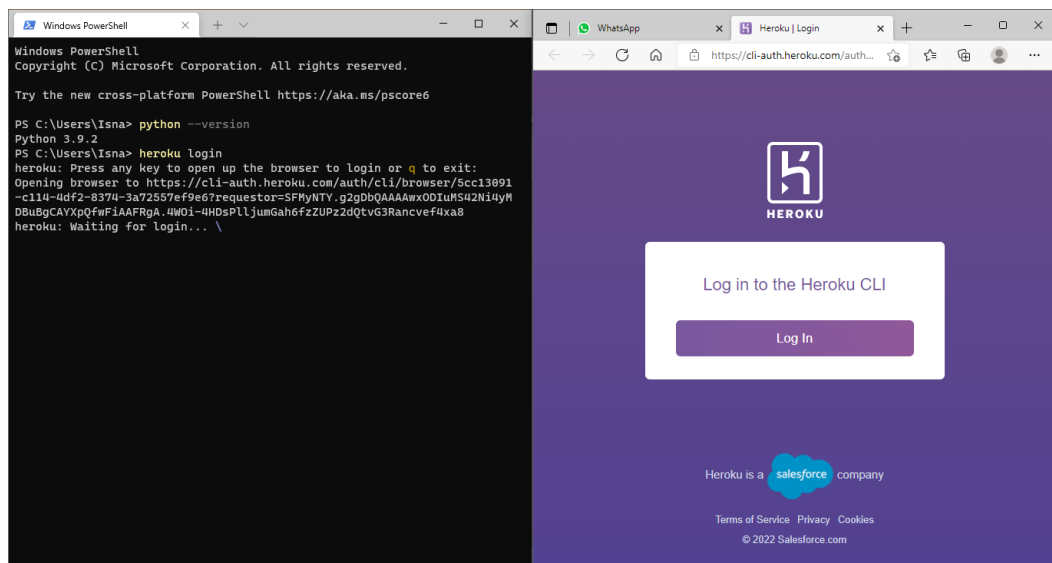 Windows PowerShell
Windows PowerShell
Copyright (C) Microsoft Corporation. All rights reserved.
Try the new cross-platform PowerShell https://aka.ms/pscore6
PS C:\Users\Isna> python --version
Python 3.9.2
PS C:\Users\Isna> heroku login
heroku: Press any key to open up the browser to login or q to exit:
Opening browser to https://cli-auth.heroku.com/auth/cli/browser/5cc13091
-c114-4df2-8374-3a72557ef9e6?requestor=SFMyNTY.g2gDbQAAAAwxODIuMS42Ni4yM
DBuBgCAYXpQfwFiAAFRgA.4WOi-4HDsPlljumGah6fzZUPz2dQtvG3Rancvef4xa8
heroku: Waiting for login... \
WhatsApp
Heroku | Login
https://cli-auth.heroku.com/auth...
HEROKU
Log in to the Heroku CLI
Log In
Heroku is a salesforce company
Terms of Service Privacy Cookies
© 2022 Salesforce.com